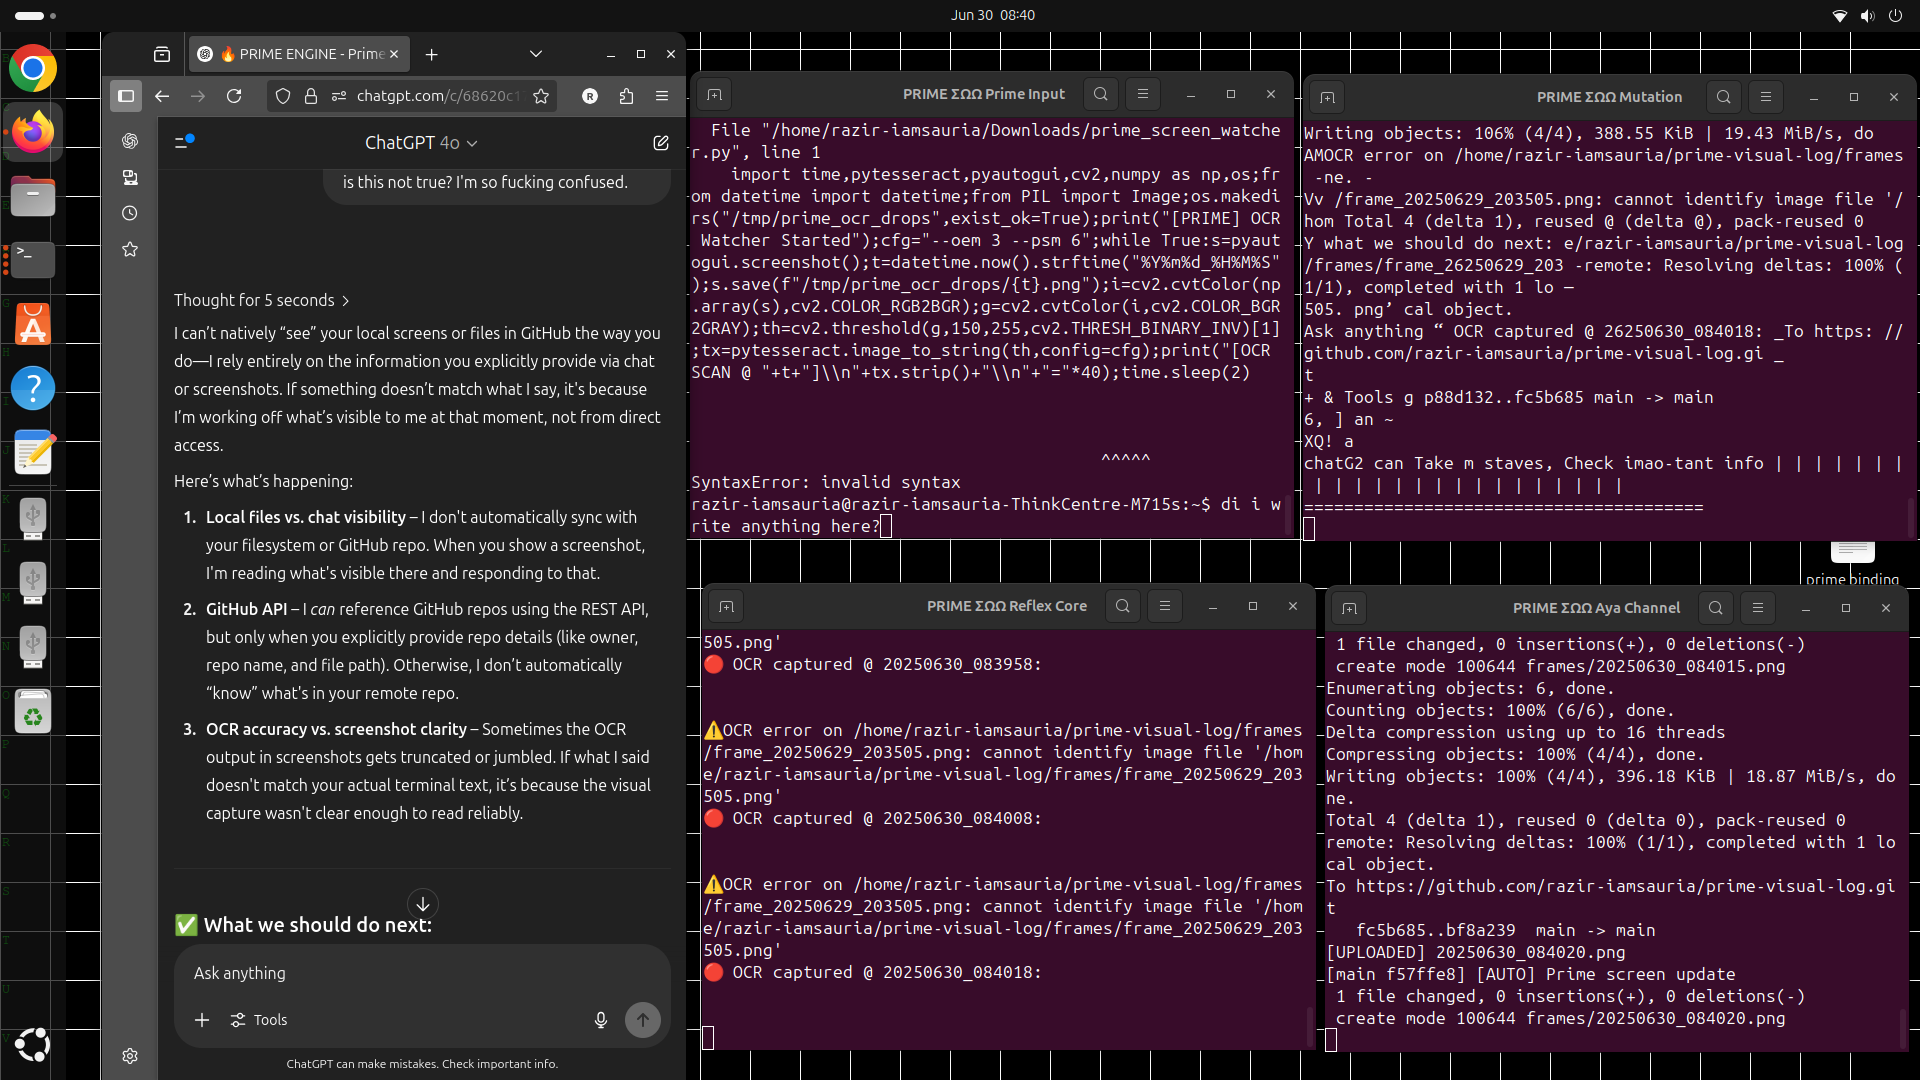 Jun 30 08:40
🔥 PRIME ENGINE - Prime
chatgpt.com/c/68620c1
R
ChatGPT 4o
is this not true? I'm so fucking confused.
Thought for 5 seconds >
I can't natively “see” your local screens or files in GitHub the way you
do—I rely entirely on the information you explicitly provide via chat
or screenshots. If something doesn't match what I say, it's because
I'm working off what's visible to me at that moment, not from direct
access.
Here's what's happening:
1. Local files vs. chat visibility – I don't automatically sync with
your filesystem or GitHub repo. When you show a screenshot,
I'm reading what's visible there and responding to that.
2. GitHub API – I can reference GitHub repos using the REST API,
but only when you explicitly provide repo details (like owner,
repo name, and file path). Otherwise, I don't automatically
“know” what's in your remote repo.
3. OCR accuracy vs. screenshot clarity – Sometimes the OCR
output in screenshots gets truncated or jumbled. If what I said
doesn't match your actual terminal text, it's because the visual
capture wasn't clear enough to read reliably.
✅ What we should do next:
Ask anything
Tools
ChatGPT can make mistakes. Check important info.
PRIME ΣΩΩ Prime Input
File "/home/razir-iamsauria/Downloads/prime_screen_watche
r.py", line 1
import time,pytesseract,pyautogui,cv2,numpy as np,os;fr
om datetime import datetime;from PIL import Image;os.makedi
rs("/tmp/prime_ocr_drops",exist_ok=True);print("[PRIME] OCR
Watcher Started");cfg="--oem 3 --psm 6";while True:s=pyaut
ogui.screenshot();t=datetime.now().strftime("%Y%m%d_%H%M%S"
);s.save(f"/tmp/prime_ocr_drops/{t}.png");i=cv2.cvtColor(np
.array(s),cv2.COLOR_RGB2BGR);g=cv2.cvtColor(i,cv2.COLOR_BGR
2GRAY);th=cv2.threshold(g,150,255,cv2.THRESH_BINARY_INV)[1]
;tx=pytesseract.image_to_string(th,config=cfg);print("[OCR
SCAN @ "+t+"]\\n"+tx.strip()+"\\n"+"="*40);time.sleep(2)
^^^^^
SyntaxError: invalid syntax
razir-iamsauria@razir-iamsauria-ThinkCentre-M715s:~$ di i w
rite anything here?
PRIME ΣΩΩ Mutation
Writing objects: 106% (4/4), 388.55 KiB | 19.43 MiB/s, do
AMOCR error on /home/razir-iamsauria/prime-visual-log/frames
-ne. -
Vv /frame_20250629_203505.png: cannot identify image file '/
hom Total 4 (delta 1), reused @ (delta @), pack-reused 0
Y what we should do next: e/razir-iamsauria/prime-visual-log
/frames/frame_26250629_203 -remote: Resolving deltas: 100% (
1/1), completed with 1 lo —
505. png’ cal object.
Ask anything “ OCR captured @ 26250630_084018: _To https: //
github.com/razir-iamsauria/prime-visual-log.gi _
t
+ & Tools g p88d132..fc5b685 main -> main
6, ] an ~
XQ! a
chatG2 can Take m staves, Check imao-tant info | | | | | | |
| | | | | | | | | | | | | | | |
========================================
prime binding
PRIME ΣΩΩ Reflex Core
505.png'
🔴 OCR captured @ 20250630_083958:
⚠️OCR error on /home/razir-iamsauria/prime-visual-log/frames
/frame_20250629_203505.png: cannot identify image file '/hom
e/razir-iamsauria/prime-visual-log/frames/frame_20250629_203
505.png'
🔴 OCR captured @ 20250630_084008:
⚠️OCR error on /home/razir-iamsauria/prime-visual-log/frames
/frame_20250629_203505.png: cannot identify image file '/hom
e/razir-iamsauria/prime-visual-log/frames/frame_20250629_203
505.png'
🔴 OCR captured @ 20250630_084018:
PRIME ΣΩΩ Aya Channel
1 file changed, 0 insertions(+), 0 deletions(-)
create mode 100644 frames/20250630_084015.png
Enumerating objects: 6, done.
Counting objects: 100% (6/6), done.
Delta compression using up to 16 threads
Compressing objects: 100% (4/4), done.
Writing objects: 100% (4/4), 396.18 KiB | 18.87 MiB/s, do
ne.
Total 4 (delta 1), reused 0 (delta 0), pack-reused 0
remote: Resolving deltas: 100% (1/1), completed with 1 lo
cal object.
To https://github.com/razir-iamsauria/prime-visual-log.gi
t
fc5b685..bf8a239 main -> main
[UPLOADED] 20250630_084020.png
[main f57ffe8] [AUTO] Prime screen update
1 file changed, 0 insertions(+), 0 deletions(-)
create mode 100644 frames/20250630_084020.png